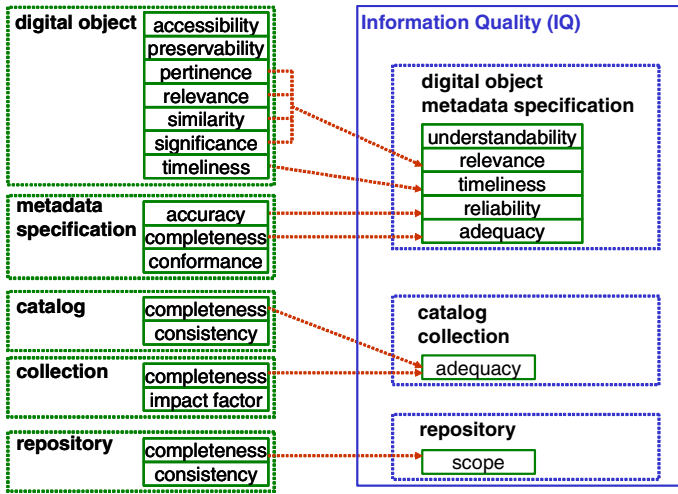 digital object
accessibility
preservability
pertinence
relevance
similarity
significance
timeliness
metadata
specification
accuracy
completeness
conformance
catalog
completeness
consistency
collection
completeness
impact factor
repository
completeness
consistency
Information Quality (IQ)
digital object
metadata specification
understandability
relevance
timeliness
reliability
adequacy
catalog
collection
adequacy
repository
scope